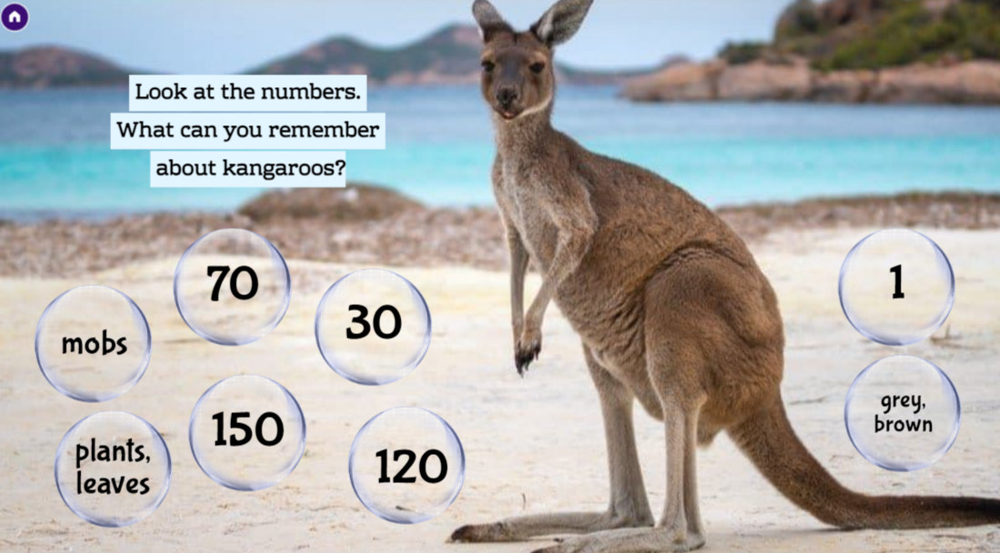 Look at the numbers.
What can you remember
about kangaroos?
70
30
1
mobs
150
120
grey,
brown
plants,
leaves